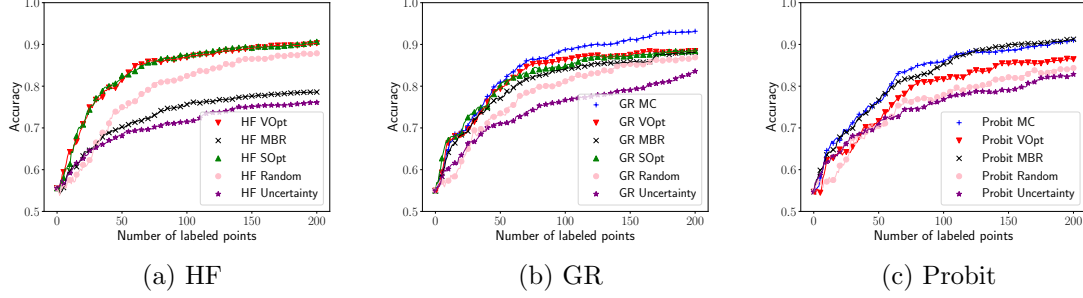 1.0
0.9
0.8
0.7
0.6
0.5
Accuracy
0 50 100 150 200
Number of labeled points
HF VOpt
HF MBR
HF SOpt
HF Random
HF Uncertainty
(a) HF
1.0
0.9
0.8
0.7
0.6
0.5
Accuracy
0 50 100 150 200
Number of labeled points
GR MC
GR VOpt
GR MBR
GR SOpt
GR Random
GR Uncertainty
(b) GR
1.0
0.9
0.8
0.7
0.6
0.5
Accuracy
0 50 100 150 200
Number of labeled points
Probit MC
Probit VOpt
Probit MBR
Probit Random
Probit Uncertainty
(c) Probit